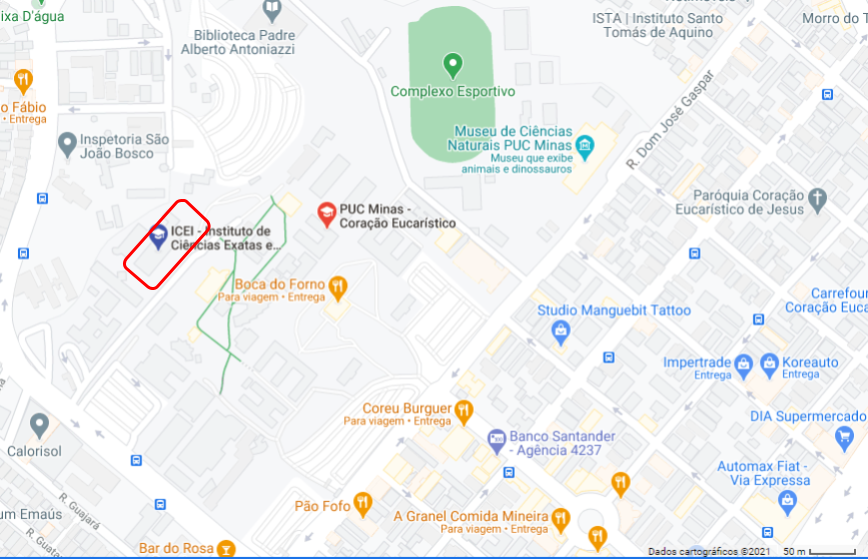 ixa D'água
Biblioteca Padre
Alberto Antoniazzi
ISTA | Instituto Santo
Tomás de Aquino
Morro do T
o Fábio
• Entrega
Complexo Esportivo
R. Dom José Gaspar
Inspetoria São
João Bosco
Museu de Ciências
Naturais PUC Minas
Museu que exibe
animais e dinossauros
Paróquia Coração
Eucarístico de Jesus
PUC Minas -
Coração Eucarístico
ICEI - Instituto de
Ciências Exatas e...
Boca do Forno
Para viagem • Entrega
Studio Manguebit Tattoo
Carrefour
Coração Euca
Impertrade
Entrega
Koreauto
Entrega
Coreu Burguer
Para viagem • Entrega
DIA Supermercado
Calorisol
Banco Santander
- Agência 4237
Automax Fiat -
Via Expressa
R. Guajará
Pão Fofo
um Emaús
A Granel Comida Mineira
Para viagem • Entrega
Bar do Rosa
Dados cartográficos ©2021
50 m